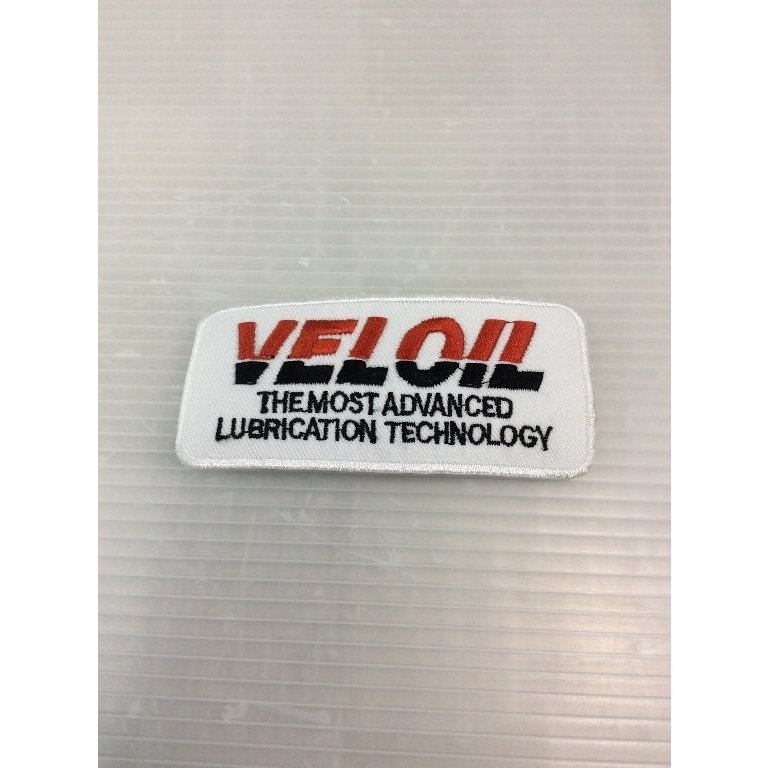 VELOIL
THE MOST ADVANCED
LUBRICATION TECHNOLOGY